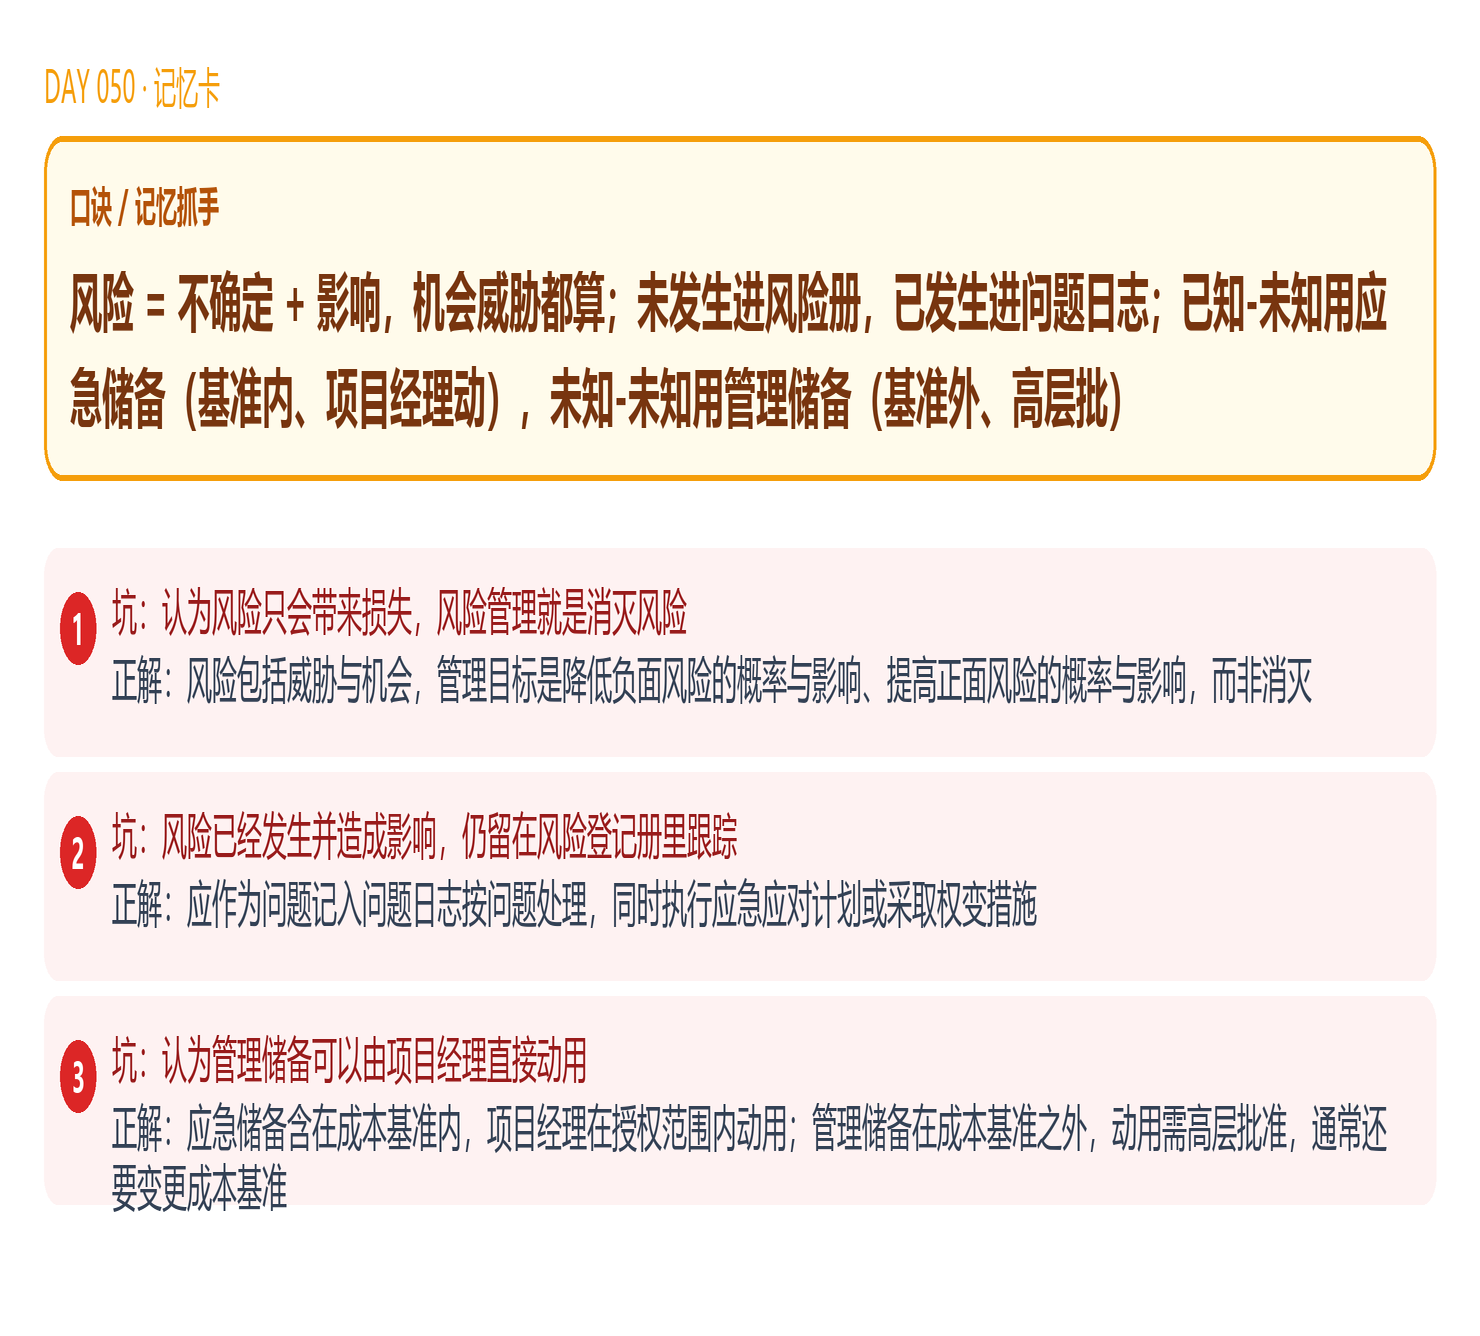 DAY 050 · 记忆卡
口诀 / 记忆抓手
风险 = 不确定 + 影响，机会威胁都算；未发生进风险册，已发生进问题日志；已知-未知用应
急储备（基准内、项目经理动），未知-未知用管理储备（基准外、高层批）
1
坑：认为风险只会带来损失，风险管理就是消灭风险
正解：风险包括威胁与机会，管理目标是降低负面风险的概率与影响、提高正面风险的概率与影响，而非消灭
2
坑：风险已经发生并造成影响，仍留在风险登记册里跟踪
正解：应作为问题记入问题日志按问题处理，同时执行应急应对计划或采取权变措施
3
坑：认为管理储备可以由项目经理直接动用
正解：应急储备含在成本基准内，项目经理在授权范围内动用；管理储备在成本基准之外，动用需高层批准，通常还
要变更成本基准